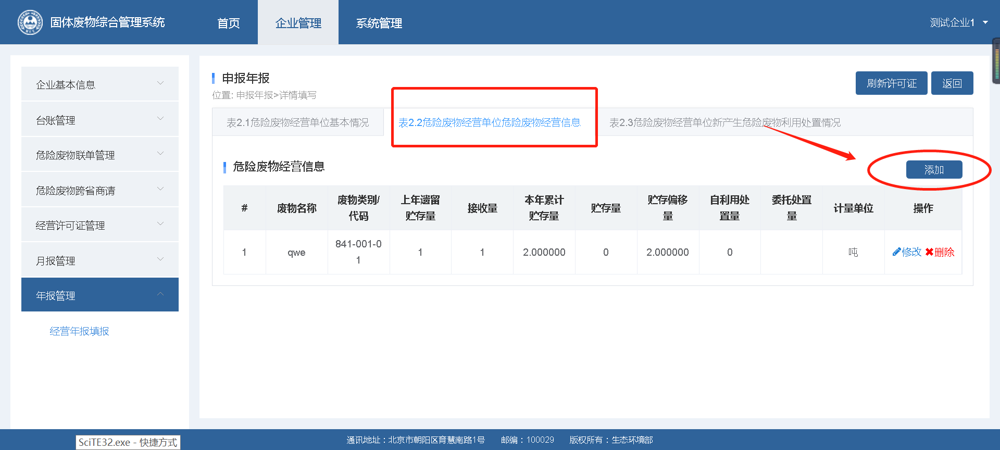 固体废物综合管理系统
首页
企业管理
系统管理
测试企业1
企业基本信息
台账管理
危险废物联单管理
危险废物跨省商请
经营许可证管理
月报管理
年报管理
经营年报填报
申报年报
位置: 申报年报>详情填写
刷新许可证
返回
表2.1危险废物经营单位基本情况
表2.2危险废物经营单位危险废物经营信息
表2.3危险废物经营单位新产生危险废物利用处置情况
危险废物经营信息
添加
#
废物名称
废物类别/
代码
上年遗留
贮存量
接收量
本年累计
贮存量
贮存量
贮存偏移
量
自利用处
置量
委托处置
量
计量单位
操作
1
qwe
841-001-0
1
1
1
2.000000
0
2.000000
0
吨
修改
删除
通讯地址：北京市朝阳区育慧南路1号
邮编：100029
版权所有：生态环境部
SciTE32.exe - 快捷方式